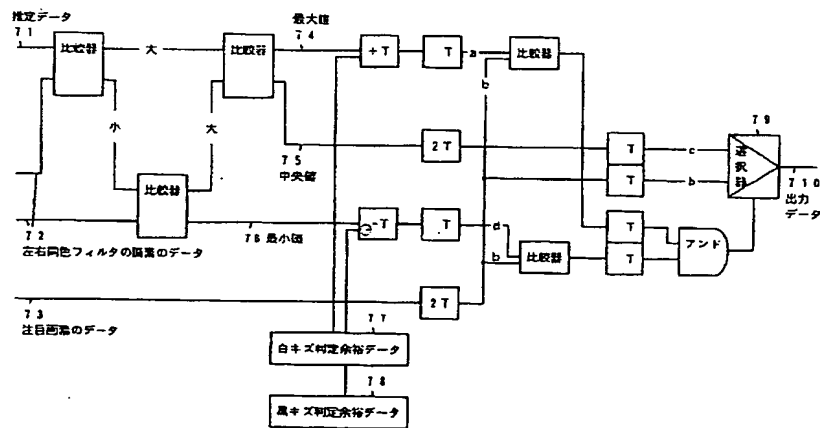 推定データ
71
比較器
大
比較器
最大値
74
+T
T
a
比較器
b
小
大
75
中央値
2T
T
c
T
b
79
選択器
710
出力
データ
比較器
72
左右同色フィルタの画素のデータ
76 最小値
-T
T
d
b
比較器
T
T
アンド
73
注目画素のデータ
2T
77
白キズ判定余裕データ
78
黒キズ判定余裕データ